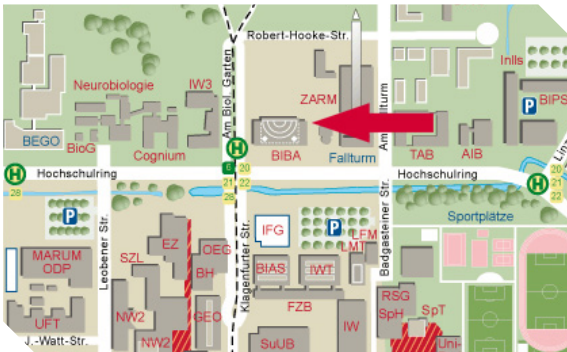 Robert-Hooke-Str.
Inlls
Neurobiologie
IW3
Am Biol. Garten
ZARM
P
BIPS
BEGO
BioG
Cognium
BIBA
Fallturm
TAB
AIB
H
H
28
Hochschulring
6
20
21
22
28
Hochschulring
H
20
21
22
P
P
Sportplätze
MARUM
ODP
Leobener Str.
SZL
EZ
OEG
BH
Klagenfurter Str.
IFG
LFM
LMT
Badgasteiner Str.
BIAS
IWT
UFT
NW2
NW2
GEO
FZB
IW
RSG
SpH
SpT
J.-Watt-Str.
SuUB
Uni-